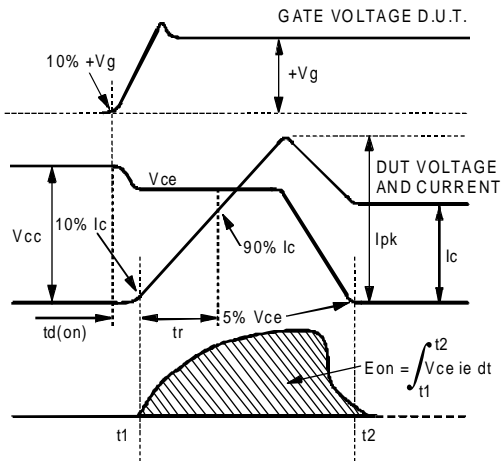 GATE VOLTAGE D.U.T.
10% +Vg
+Vg
Vce
DUT VOLTAGE
AND CURRENT
10% Ic
Vcc
90% Ic
Ipk
Ic
td(on)
tr
5% Vce
Eon = ∫ Vce ie dt
t2
t1
t1
t2